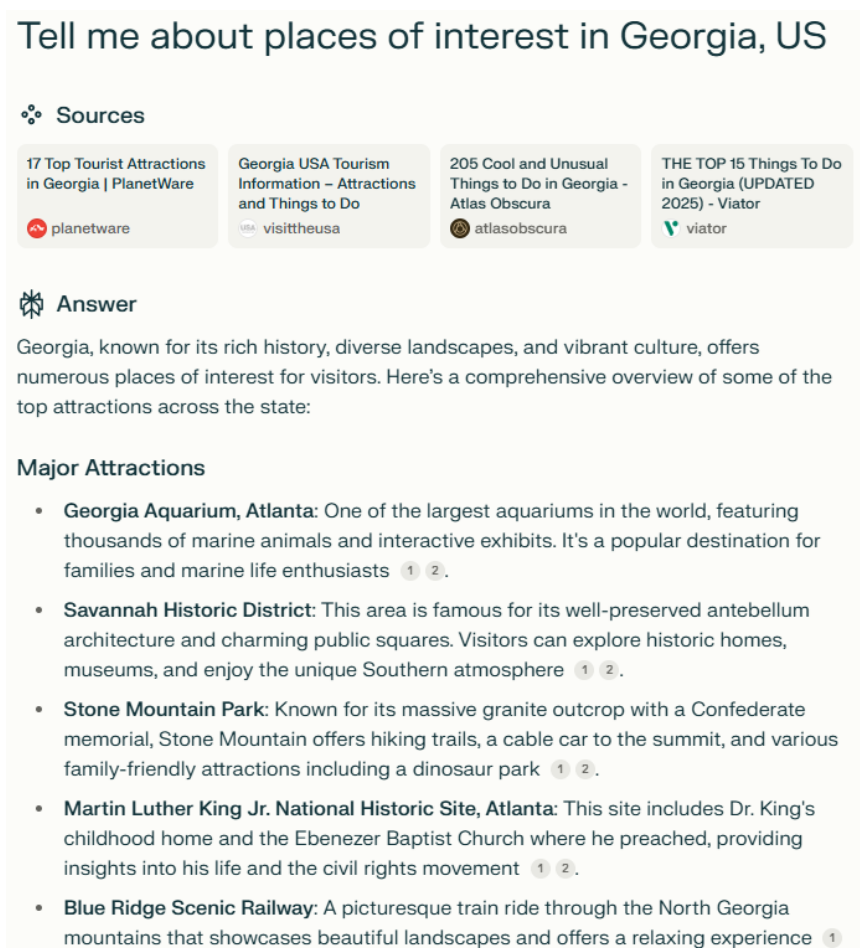 Tell me about places of interest in Georgia, US
Sources
17 Top Tourist Attractions
in Georgia | PlanetWare
planetware
Georgia USA Tourism
Information – Attractions
and Things to Do
visittheusa
205 Cool and Unusual
Things to Do in Georgia -
Atlas Obscura
atlasobscura
THE TOP 15 Things To Do
in Georgia (UPDATED
2025) - Viator
viator
Answer
Georgia, known for its rich history, diverse landscapes, and vibrant culture, offers
numerous places of interest for visitors. Here's a comprehensive overview of some of the
top attractions across the state:
Major Attractions
• Georgia Aquarium, Atlanta: One of the largest aquariums in the world, featuring
thousands of marine animals and interactive exhibits. It's a popular destination for
families and marine life enthusiasts 1 2.
• Savannah Historic District: This area is famous for its well-preserved antebellum
architecture and charming public squares. Visitors can explore historic homes,
museums, and enjoy the unique Southern atmosphere 1 2.
• Stone Mountain Park: Known for its massive granite outcrop with a Confederate
memorial, Stone Mountain offers hiking trails, a cable car to the summit, and various
family-friendly attractions including a dinosaur park 1 2.
• Martin Luther King Jr. National Historic Site, Atlanta: This site includes Dr. King's
childhood home and the Ebenezer Baptist Church where he preached, providing
insights into his life and the civil rights movement 1 2.
• Blue Ridge Scenic Railway: A picturesque train ride through the North Georgia
mountains that showcases beautiful landscapes and offers a relaxing experience 1